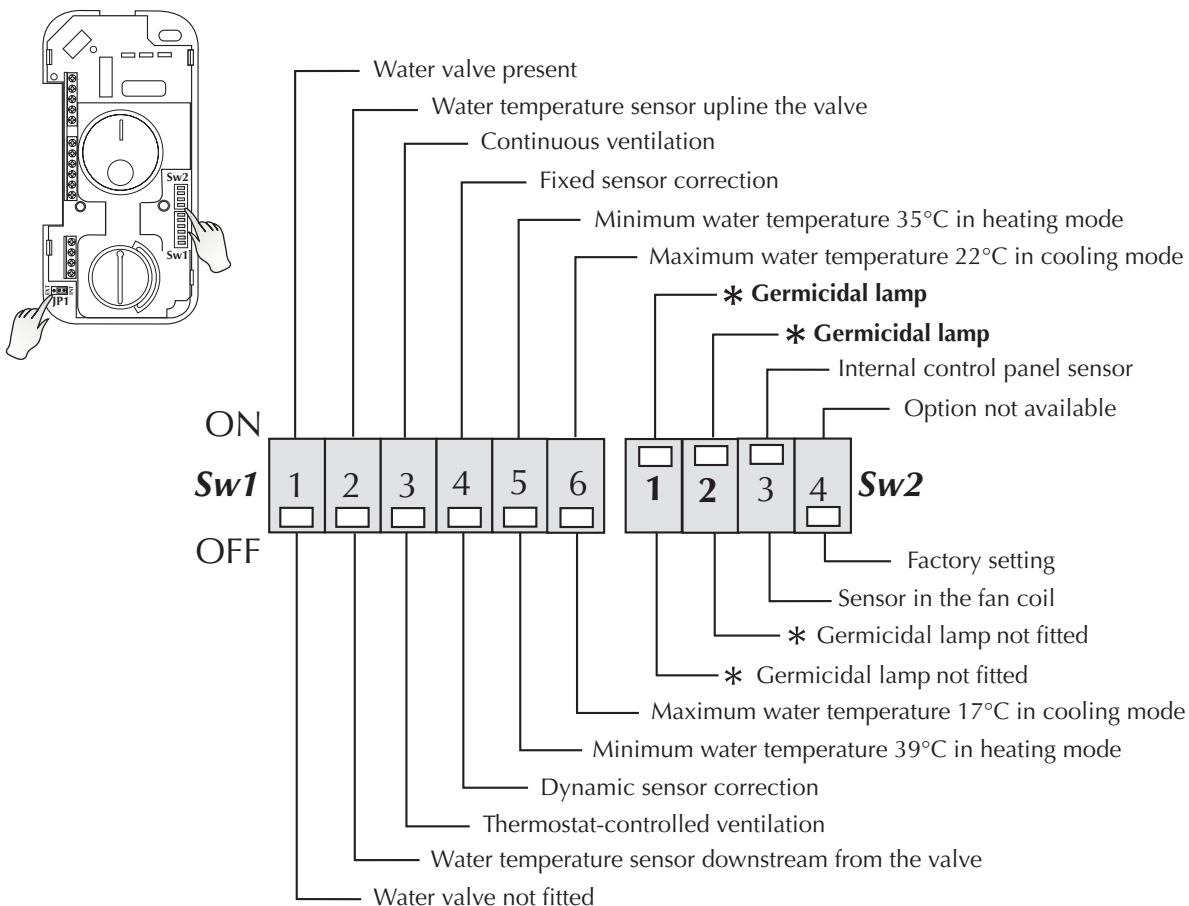 Water valve present
Water temperature sensor upline the valve
Continuous ventilation
Fixed sensor correction
Minimum water temperature 35°C in heating mode
Maximum water temperature 22°C in cooling mode
* Germicidal lamp
* Germicidal lamp
Internal control panel sensor
Option not available
Sw2
Sw1
EXT INT
JP1
ON
Sw1 1 2 3 4 5 6 1 2 3 4 Sw2
OFF
Factory setting
Sensor in the fan coil
* Germicidal lamp not fitted
* Germicidal lamp not fitted
Maximum water temperature 17°C in cooling mode
Minimum water temperature 39°C in heating mode
Dynamic sensor correction
Thermostat-controlled ventilation
Water temperature sensor downstream from the valve
Water valve not fitted